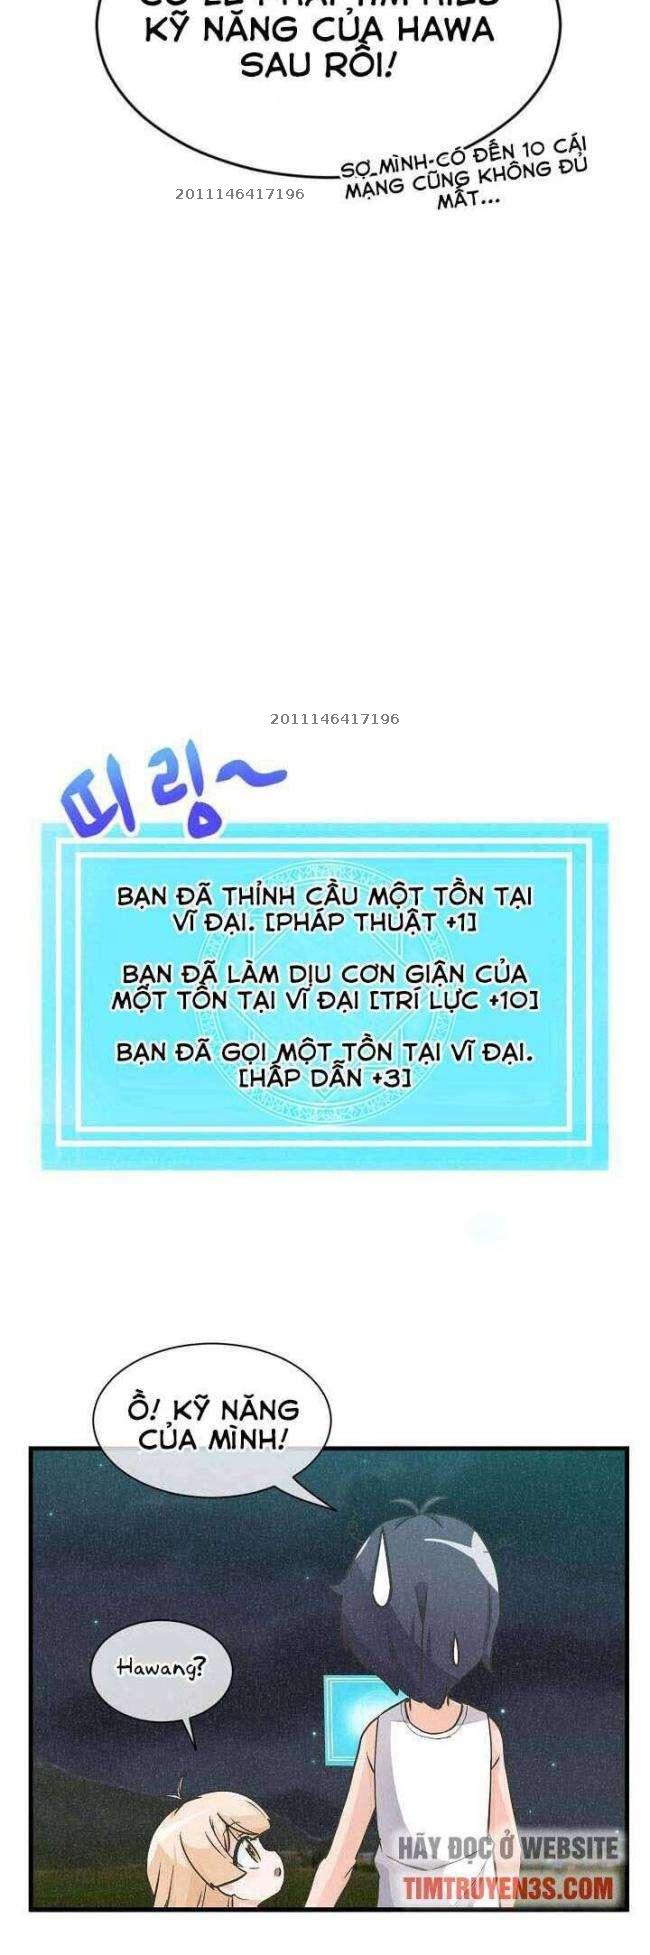 KỸ NĂNG CỦA HAWA
SAU RỒI!
SỢ MÌNH CÓ ĐẾN 10 CÁI
MẠNG CŨNG KHÔNG ĐỦ
MẤT...
2011146417196
2011146417196
띠링~
BẠN ĐÃ THỈNH CẦU MỘT TỒN TẠI
VĨ ĐẠI. [PHÁP THUẬT +1]
BẠN ĐÃ LÀM DỊU CƠN GIẬN CỦA
MỘT TỒN TẠI VĨ ĐẠI [TRÍ LỰC +10]
BẠN ĐÃ GỌI MỘT TỒN TẠI VĨ ĐẠI.
[HẤP DẪN +3]
Ồ! KỸ NĂNG
CỦA MÌNH!
Hawang?
HÃY ĐỌC Ở WEBSITE
TIMTRUYEN3S.COM